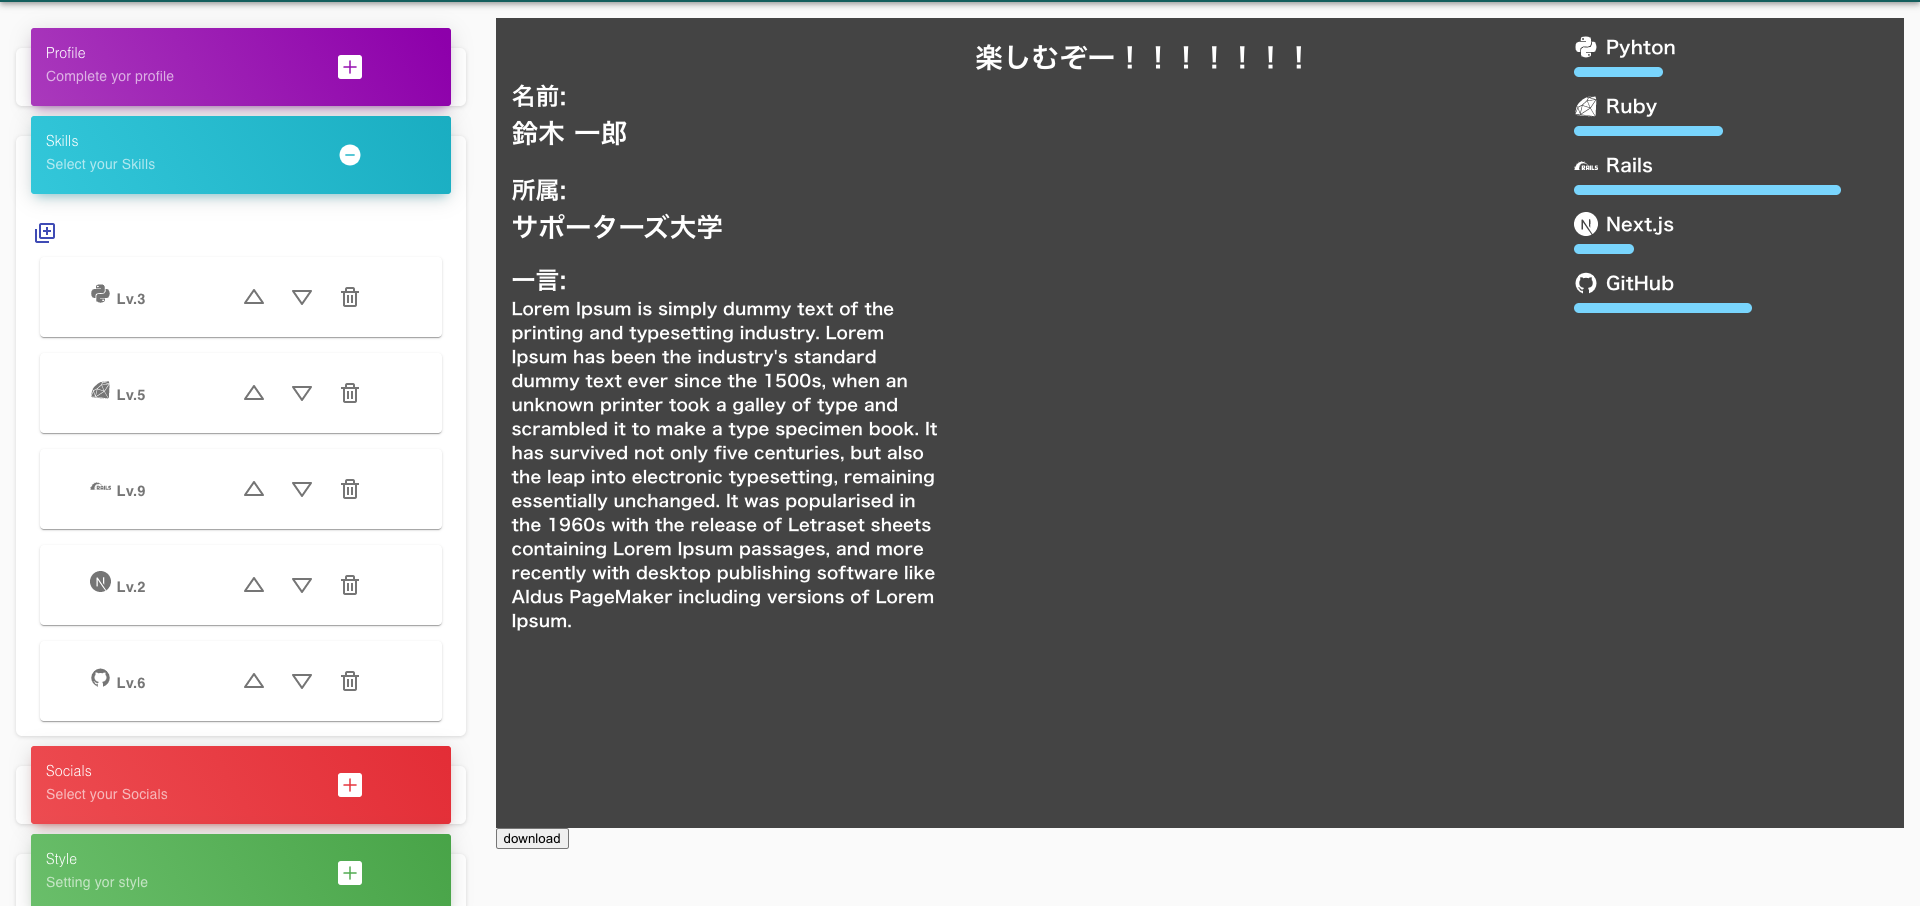 Profile
Complete yor profile
Skills
Select your Skills
Lv.3
Lv.5
RAILS Lv.9
N Lv.2
Lv.6
Socials
Select your Socials
Style
Setting yor style
楽しむぞー！！！！！！！
名前:
鈴木 一郎
所属:
サポーターズ大学
一言:
Lorem Ipsum is simply dummy text of the
printing and typesetting industry. Lorem
Ipsum has been the industry's standard
dummy text ever since the 1500s, when an
unknown printer took a galley of type and
scrambled it to make a type specimen book. It
has survived not only five centuries, but also
the leap into electronic typesetting, remaining
essentially unchanged. It was popularised in
the 1960s with the release of Letraset sheets
containing Lorem Ipsum passages, and more
recently with desktop publishing software like
Aldus PageMaker including versions of Lorem
Ipsum.
Pyhton
Ruby
RAILS Rails
N Next.js
GitHub
download